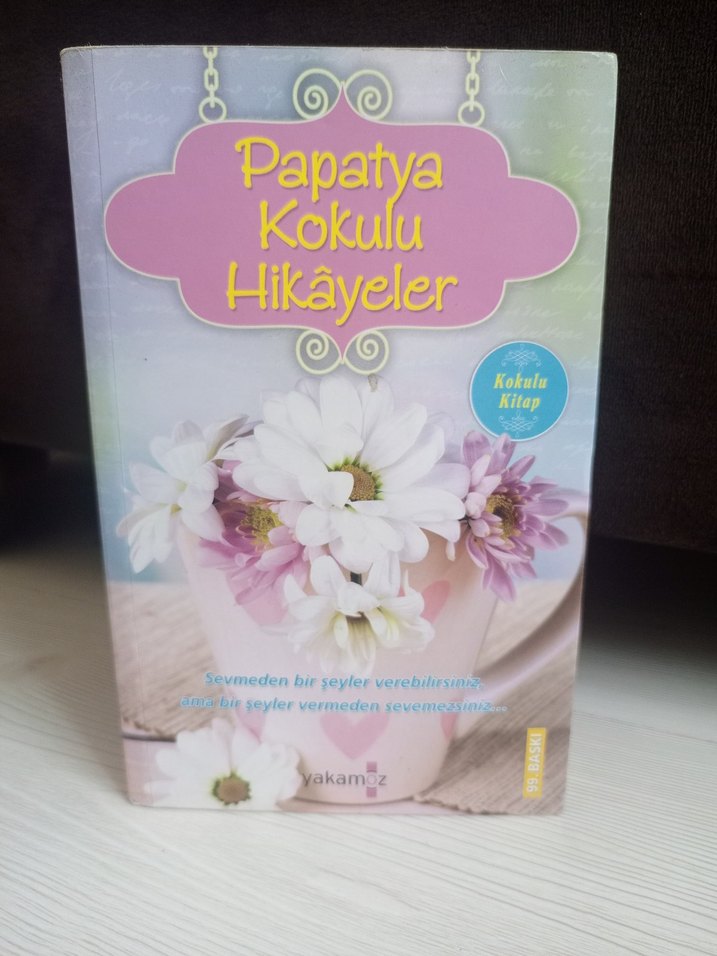 Papatya
Kokulu
Hikâyeler
Kokulu
Kitap
Sevmeden bir şeyler verebilirsiniz,
ama bir şeyler vermeden sevemezsiniz...
yakamoz
99. BASKI